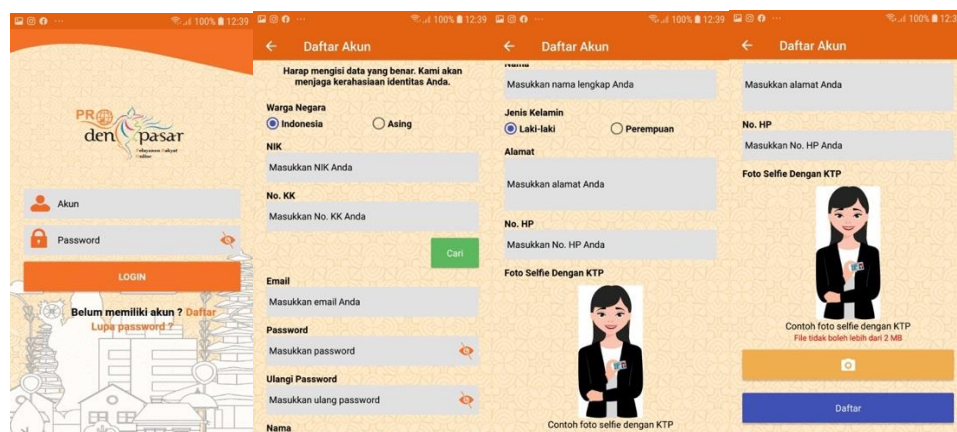 100% 12:39
PRO
denpasar
Pelayanan Rakyat
Online
Akun
Password
LOGIN
Belum memiliki akun ? Daftar
Lupa password ?
100% 12:39
Daftar Akun
Harap mengisi data yang benar. Kami akan
menjaga kerahasiaan identitas Anda.
Warga Negara
Indonesia
Asing
NIK
Masukkan NIK Anda
No. KK
Masukkan No. KK Anda
Cari
Email
Masukkan email Anda
Password
Masukkan password
Ulangi Password
Masukkan ulang password
Nama
100% 12:39
Daftar Akun
Nama
Masukkan nama lengkap Anda
Jenis Kelamin
Laki-laki
Perempuan
Alamat
Masukkan alamat Anda
No. HP
Masukkan No. HP Anda
Foto Selfie Dengan KTP
Contoh foto selfie dengan KTP
100% 12:3
Daftar Akun
Masukkan alamat Anda
No. HP
Masukkan No. HP Anda
Foto Selfie Dengan KTP
Contoh foto selfie dengan KTP
File tidak boleh lebih dari 2 MB
Daftar